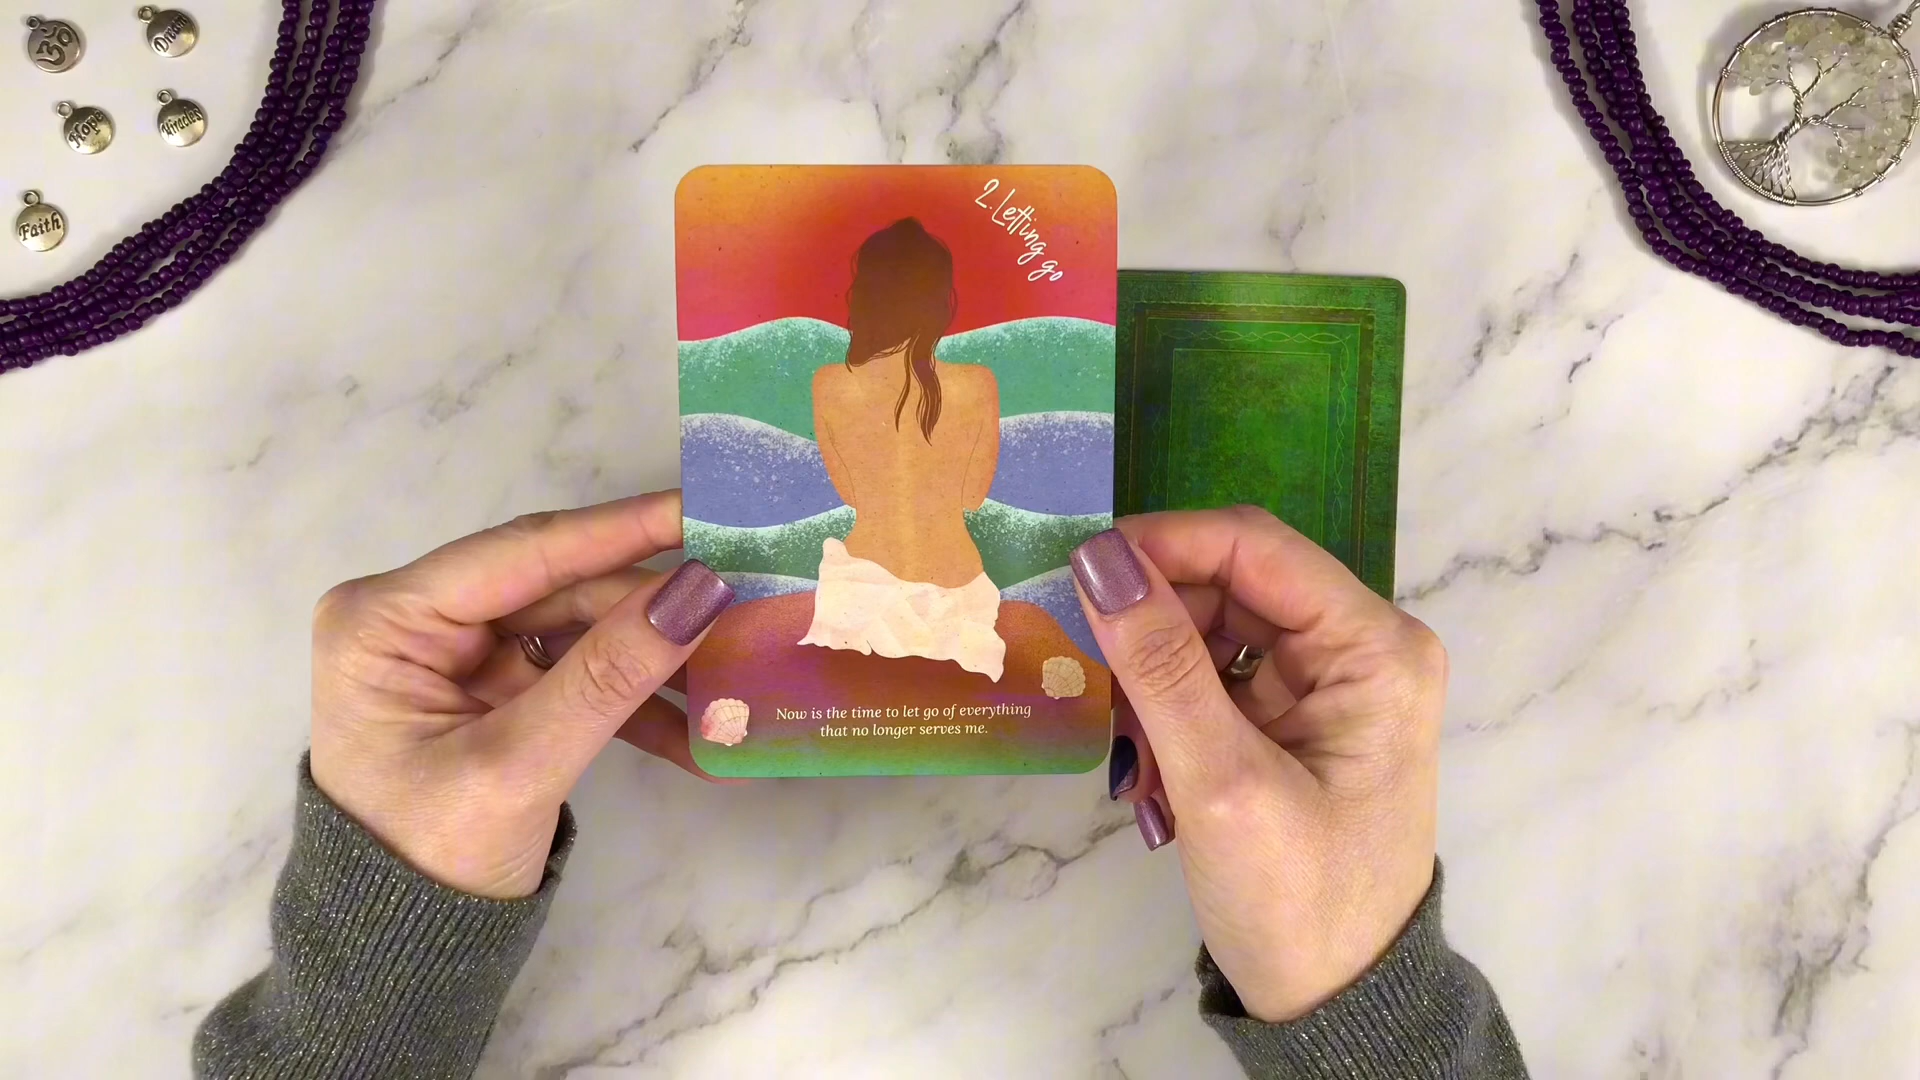 ॐ
Dream
Hope
Miracles
Faith
2. Letting go
Now is the time to let go of everything
that no longer serves me.